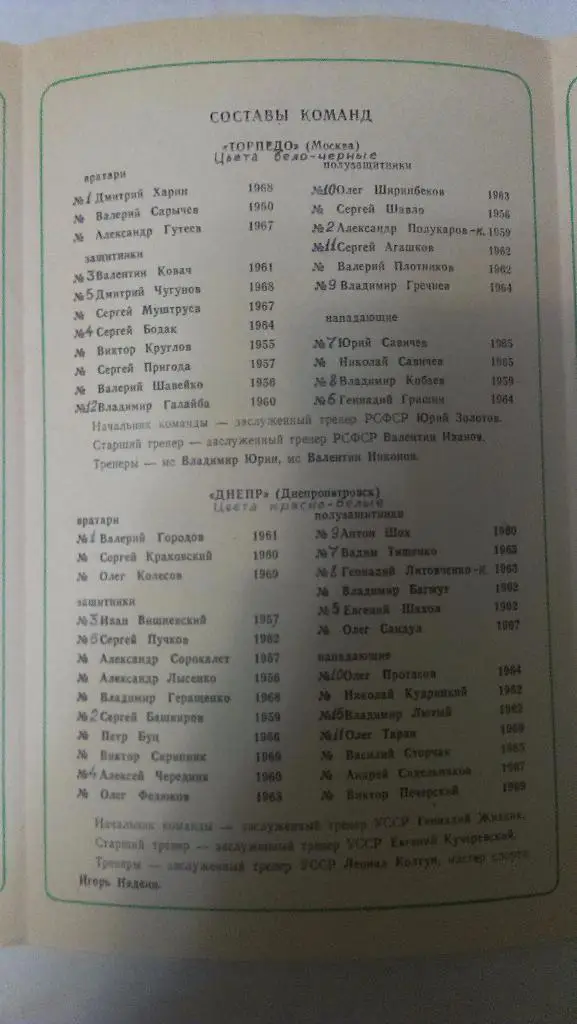 СОСТАВЫ КОМАНД
«ТОРПЕДО» (Москва)
Цвета бело-черные
вратари
№1 Дмитрий Харин 1968
№ Валерий Сарычев 1960
№ Александр Гутеев 1967
защитники
№3 Валентин Ковач 1961
№5 Дмитрий Чугунов 1968
№ Сергей Муштруев 1967
№4 Сергей Бодак 1964
№ Виктор Круглов 1955
№ Сергей Пригода 1957
№ Валерий Шавейко 1956
№12 Владимир Галайба 1960
полузащитники
№10 Олег Ширинбеков 1963
№ Сергей Шавло 1956
№2 Александр Полукаров-к. 1959
№11 Сергей Агашков 1962
№ Валерий Плотников 1962
№9 Владимир Гречнев 1964
нападающие
№7 Юрий Савичев 1965
№ Николай Савичев 1965
№8 Владимир Кобзев 1959
№6 Геннадий Гришин 1964
Начальник команды — заслуженный тренер РСФСР Юрий Золотов.
Старший тренер — заслуженный тренер РСФСР Валентин Иванов.
Тренеры — мс Владимир Юрин, мс Валентин Никонов.
«ДНЕПР» (Днепропетровск)
Цвета красно-белые
вратари
№1 Валерий Городов 1961
№ Сергей Краковский 1960
№ Олег Колесов 1969
защитники
№3 Иван Вишневский 1957
№6 Сергей Пучков 1962
№ Александр Сорокалет 1957
№ Александр Лысенко 1956
№ Владимир Геращенко 1968
№2 Сергей Башкиров 1959
№ Петр Буц 1966
№ Виктор Скрипник 1969
№4 Алексей Чередник 1960
№ Олег Федюков 1963
полузащитники
№9 Антон Шох 1960
№7 Вадим Тищенко 1963
№8 Геннадий Литовченко-к 1963
№ Владимир Багмут 1962
№5 Евгений Шахов 1962
№ Олег Сандул 1967
нападающие
№10 Олег Протасов 1964
№ Николай Кудрицкий 1962
№15 Владимир Лютый 1962
№11 Олег Таран 1960
№ Василий Сторчак 1965
№ Андрей Сидельников 1967
№ Виктор Печерский 1969
Начальник команды — заслуженный тренер УССР Геннадий Жиздик.
Старший тренер — заслуженный тренер УССР Евгений Кучеревский.
Тренеры — заслуженный тренер УССР Леонид Колтун, мастер спорта
Игорь Надеин.